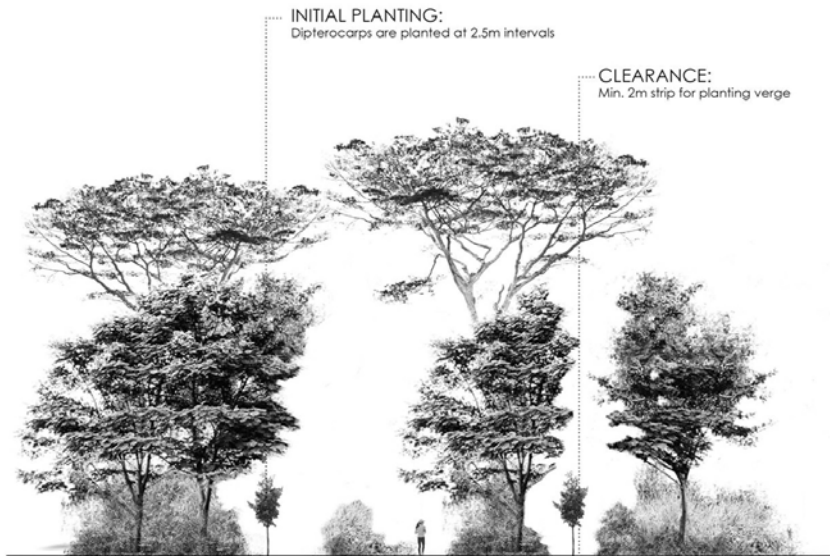 INITIAL PLANTING:
Dipterocarps are planted at 2.5m intervals
CLEARANCE:
Min. 2m strip for planting verge